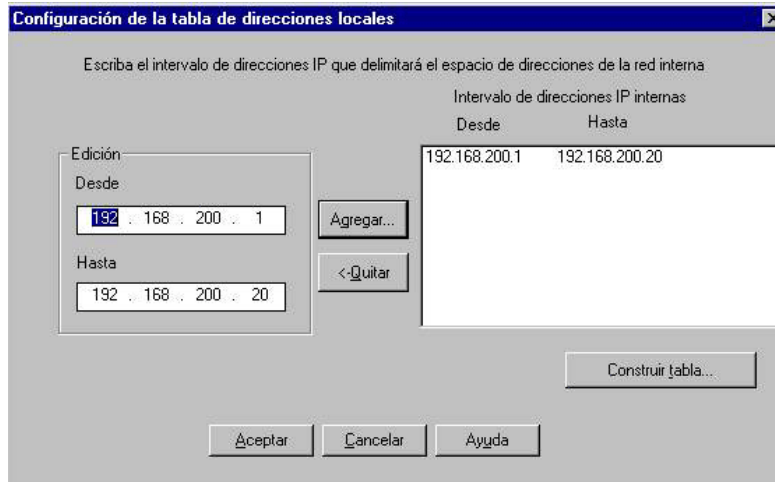 Configuración de la tabla de direcciones locales
Escriba el intervalo de direcciones IP que delimitará el espacio de direcciones de la red interna
Intervalo de direcciones IP internas
Desde Hasta
192.168.200.1 192.168.200.20
Edición
Desde
192 . 168 . 200 . 1
Agregar...
Hasta
<-Quitar
192 . 168 . 200 . 20
Construir tabla...
Aceptar Cancelar Ayuda